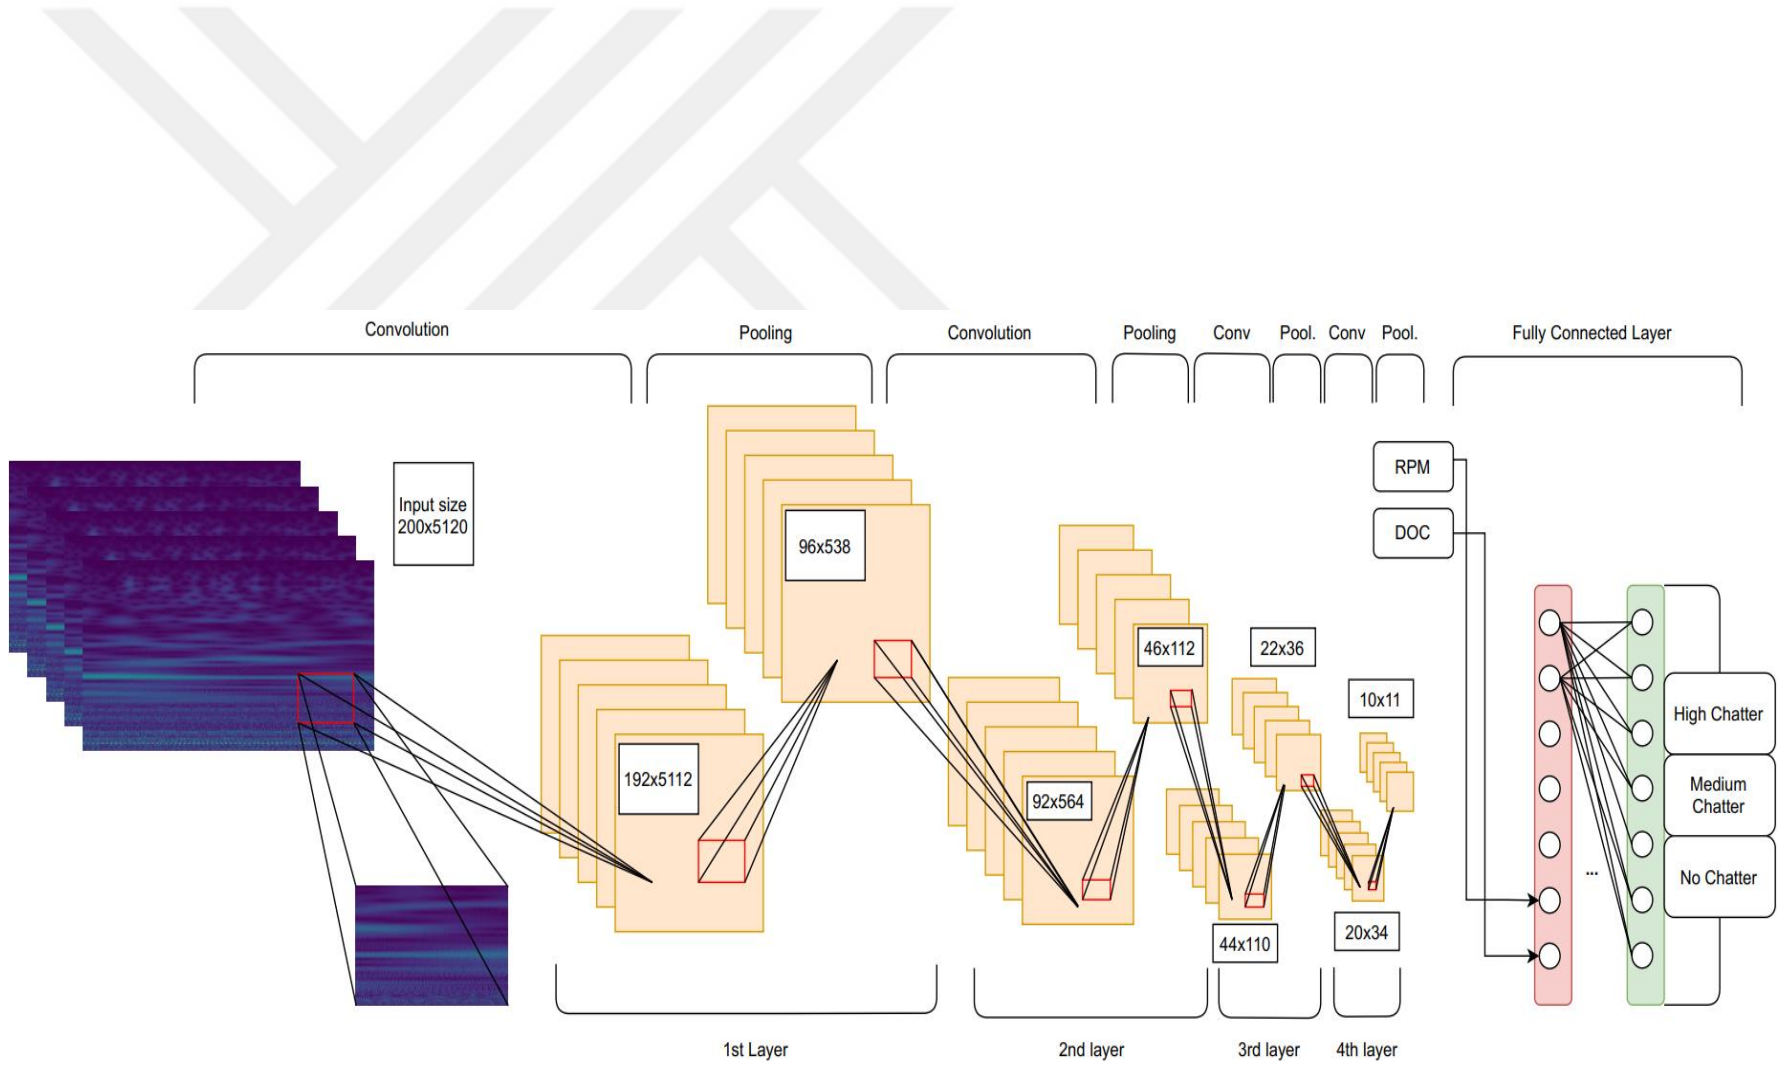 Convolution
Pooling
Convolution
Pooling
Conv
Pool.
Conv
Pool.
Fully Connected Layer
Input size
200x5120
96x538
192x5112
46x112
92x564
22x36
44x110
10x11
20x34
RPM
DOC
High Chatter
Medium
Chatter
No Chatter
...
1st Layer
2nd layer
3rd layer
4th layer